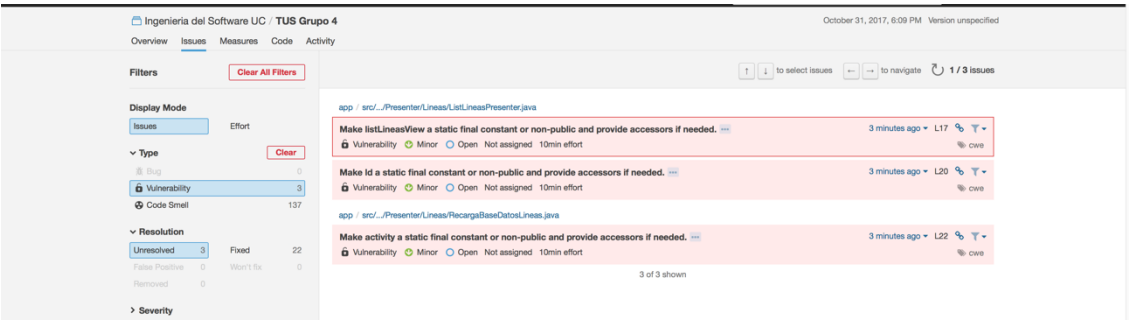 Ingenieria del Software UC / TUS Grupo 4
October 31, 2017, 6:09 PM Version unspecified
Overview Issues Measures Code Activity
Filters Clear All Filters
↑ ↓ to select issues ← → to navigate 1 / 3 issues
Display Mode
Issues Effort
Type Clear
Bug 0
Vulnerability 3
Code Smell 137
Resolution
Unresolved 3 Fixed 22
False Positive 0 Won't fix 0
Removed 0
Severity
app / src/.../Presenter/Lineas/ListLineasPresenter.java
Make listLineasView a static final constant or non-public and provide accessors if needed. ... 3 minutes ago L17
Vulnerability Minor Open Not assigned 10min effort cwe
Make Id a static final constant or non-public and provide accessors if needed. ... 3 minutes ago L20
Vulnerability Minor Open Not assigned 10min effort cwe
app / src/.../Presenter/Lineas/RecargaBaseDatosLineas.java
Make activity a static final constant or non-public and provide accessors if needed. ... 3 minutes ago L22
Vulnerability Minor Open Not assigned 10min effort cwe
3 of 3 shown